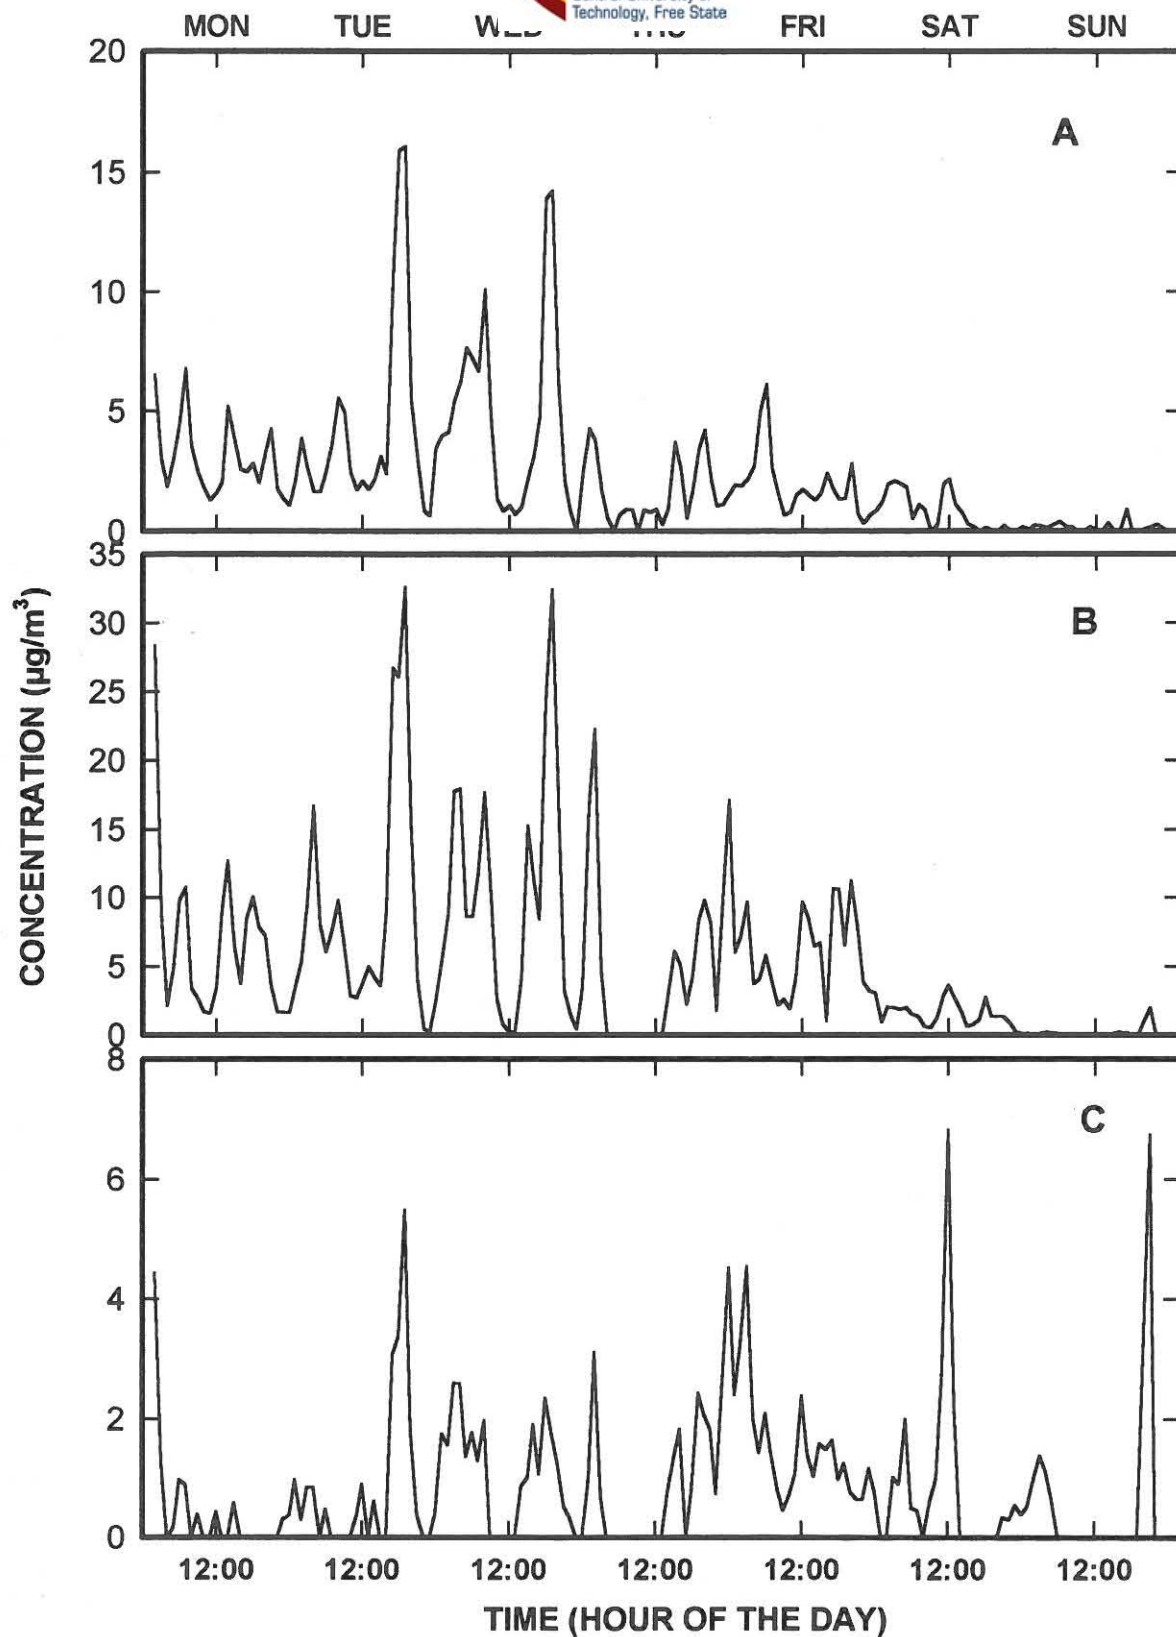 Technology, Free State
MON TUE WED THU FRI SAT SUN
20
A
15
10
5
0
35
B
30
25
20
15
10
5
0
CONCENTRATION (µg/m³)
8
C
6
4
2
0
12:00 12:00 12:00 12:00 12:00 12:00 12:00
TIME (HOUR OF THE DAY)